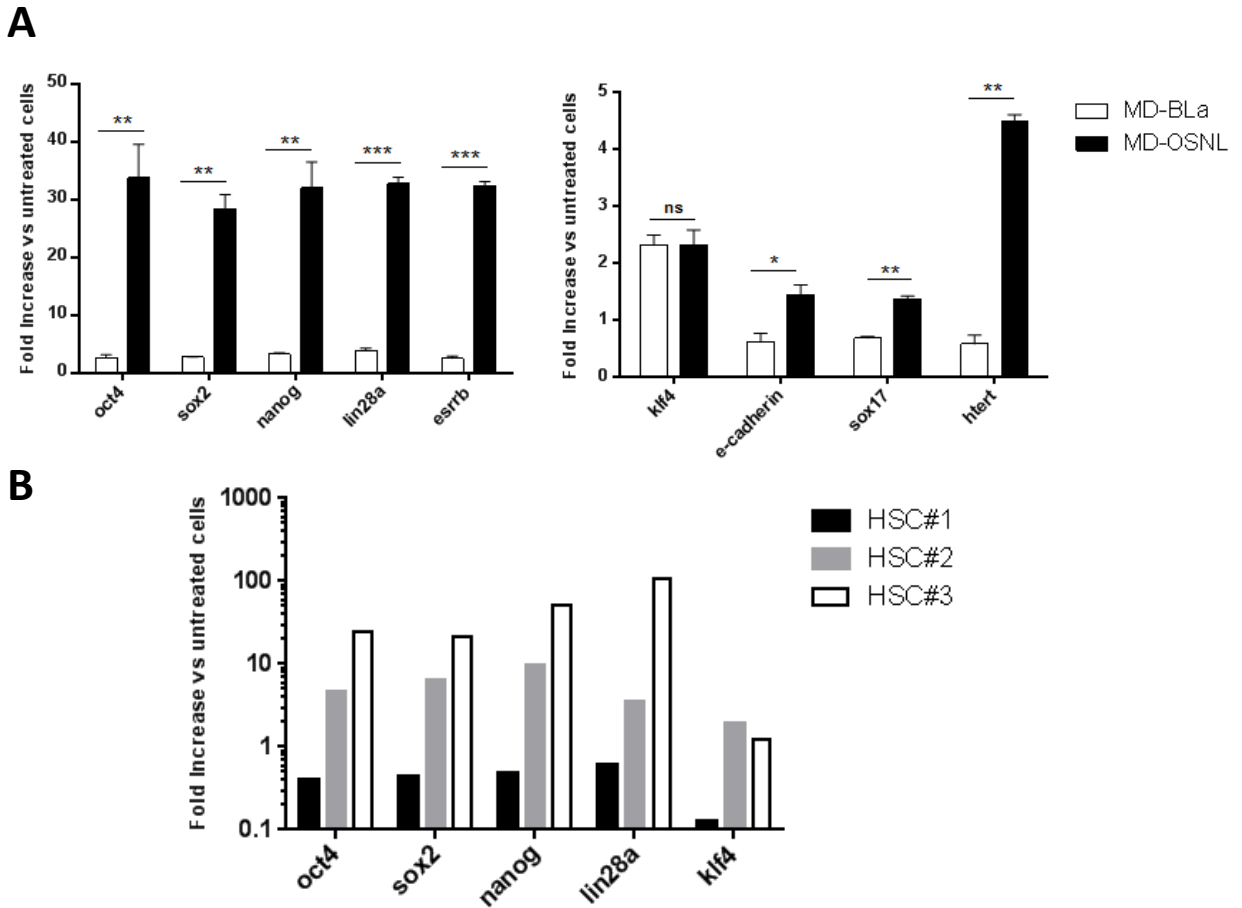 A
Fold Increase vs untreated cells
50
40
30
20
10
0
**
**
**
***
***
oct4
sox2
nanog
lin28a
esrrb
Fold Increase vs untreated cells
5
4
3
2
1
0
ns
*
**
**
klf4
e-cadherin
sox17
htert
MD-BLa
MD-OSNL
B
Fold Increase vs untreated cells
1000
100
10
1
0.1
oct4
sox2
nanog
lin28a
klf4
HSC#1
HSC#2
HSC#3